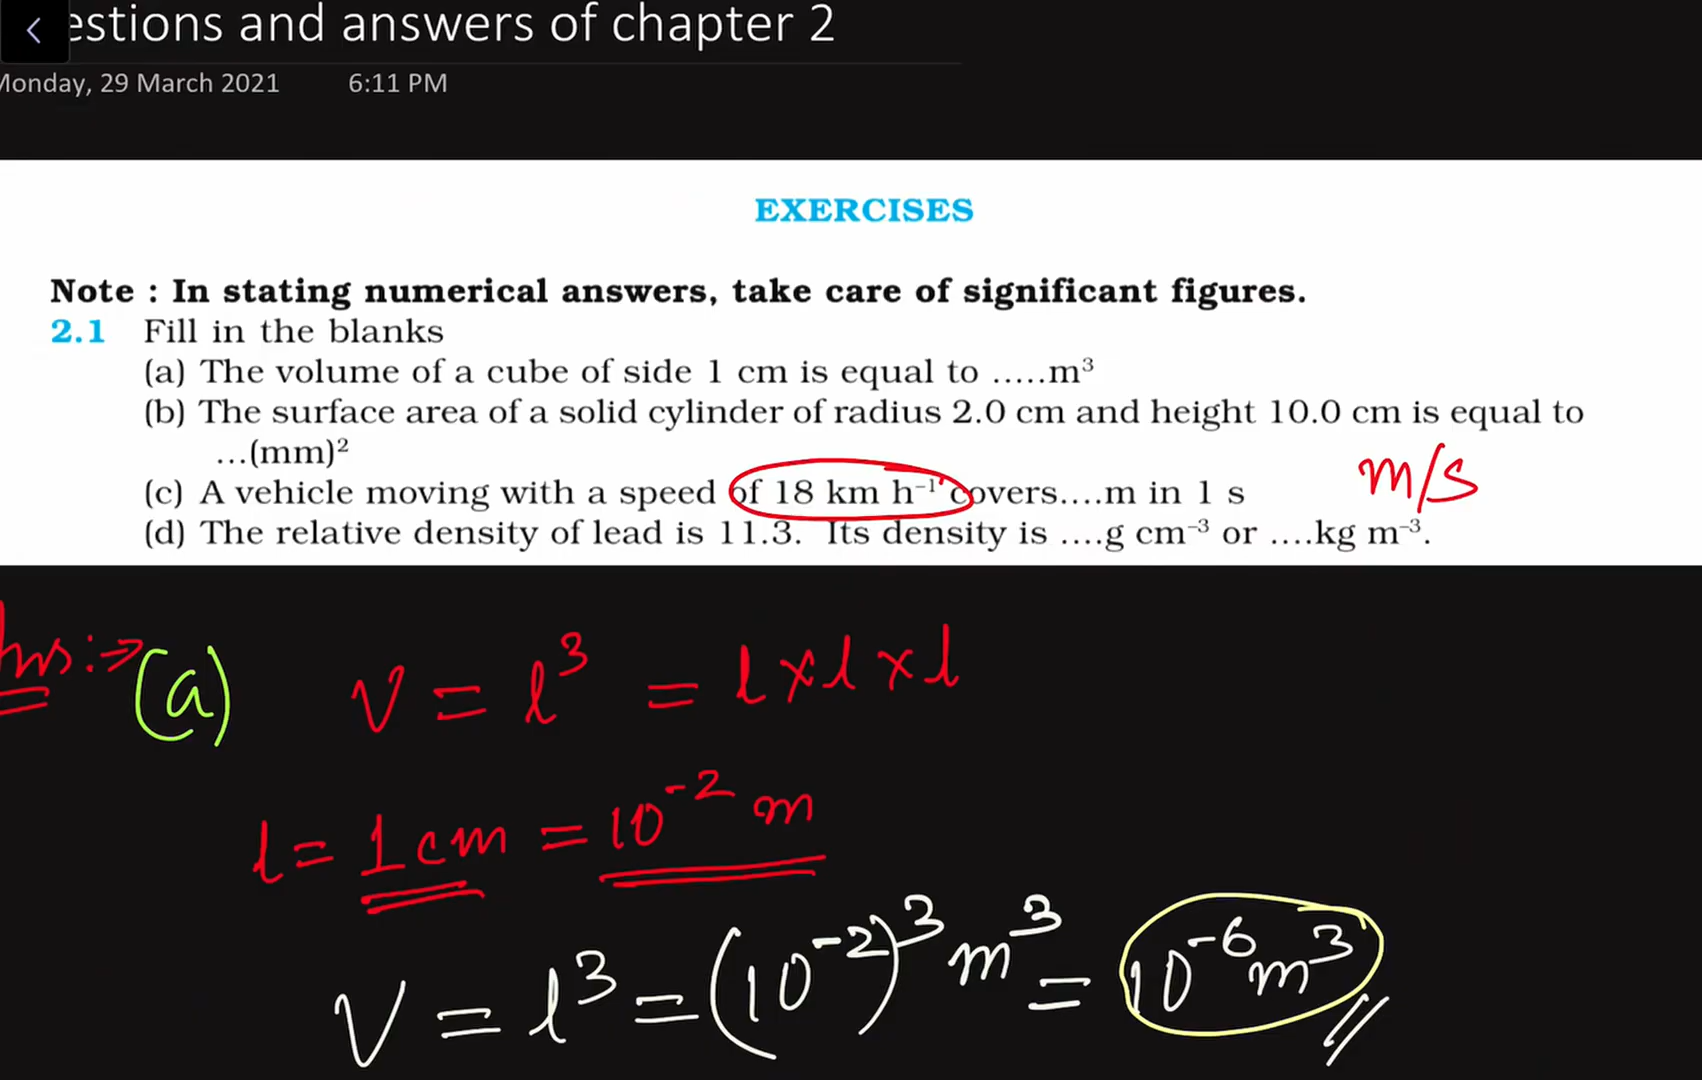 estions and answers of chapter 2
Monday, 29 March 2021 6:11 PM
EXERCISES
Note : In stating numerical answers, take care of significant figures.
2.1 Fill in the blanks
(a) The volume of a cube of side 1 cm is equal to .....m³
(b) The surface area of a solid cylinder of radius 2.0 cm and height 10.0 cm is equal to
...(mm)²
(c) A vehicle moving with a speed of 18 km h⁻¹ covers....m in 1 s
m/s
(d) The relative density of lead is 11.3. Its density is ....g cm⁻³ or ....kg m⁻³.
Ans:⇒ (a) V = l³ = l×l×l
l = 1cm = 10⁻² m
V = l³ = (10⁻²)³ m³ = 10⁻⁶ m³